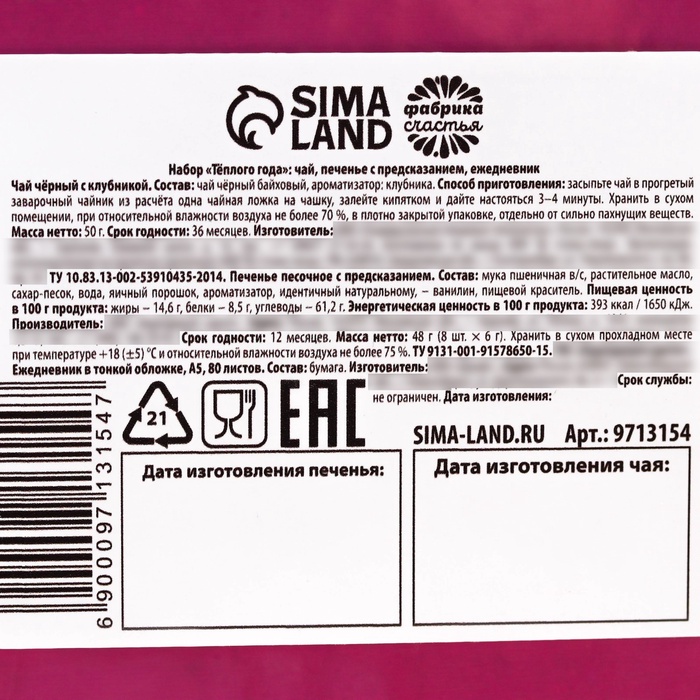 SIMA
LAND
фабрика
счастья
Набор «Тёплого года»: чай, печенье с предсказанием, ежедневник
Чай чёрный с клубникой. Состав: чай чёрный байховый, ароматизатор: клубника. Способ приготовления: засыпьте чай в прогретый
заварочный чайник из расчёта одна чайная ложка на чашку, залейте кипятком и дайте настояться 3–4 минуты. Хранить в сухом
помещении, при относительной влажности воздуха не более 70 %, в плотно закрытой упаковке, отдельно от сильно пахнущих веществ.
Масса нетто: 50 г. Срок годности: 36 месяцев. Изготовитель:
ТУ 10.83.13-002-53910435-2014. Печенье песочное с предсказанием. Состав: мука пшеничная в/с, растительное масло,
сахар-песок, вода, яичный порошок, ароматизатор, идентичный натуральному, – ванилин, пищевой краситель. Пищевая ценность
в 100 г продукта: жиры – 14,6 г, белки – 8,5 г, углеводы – 61,2 г. Энергетическая ценность в 100 г продукта: 393 ккал / 1650 кДж.
Производитель:
Срок годности: 12 месяцев. Масса нетто: 48 г (8 шт. × 6 г). Хранить в сухом прохладном месте
при температуре +18 (±5) °С и относительной влажности воздуха не более 75 %. ТУ 9131-001-91578650-15.
Ежедневник в тонкой обложке, А5, 80 листов. Состав: бумага. Изготовитель:
Срок службы:
не ограничен. Дата изготовления:
21
EAC
SIMA-LAND.RU Арт.: 9713154
Дата изготовления печенья:
Дата изготовления чая:
6 900097 131547